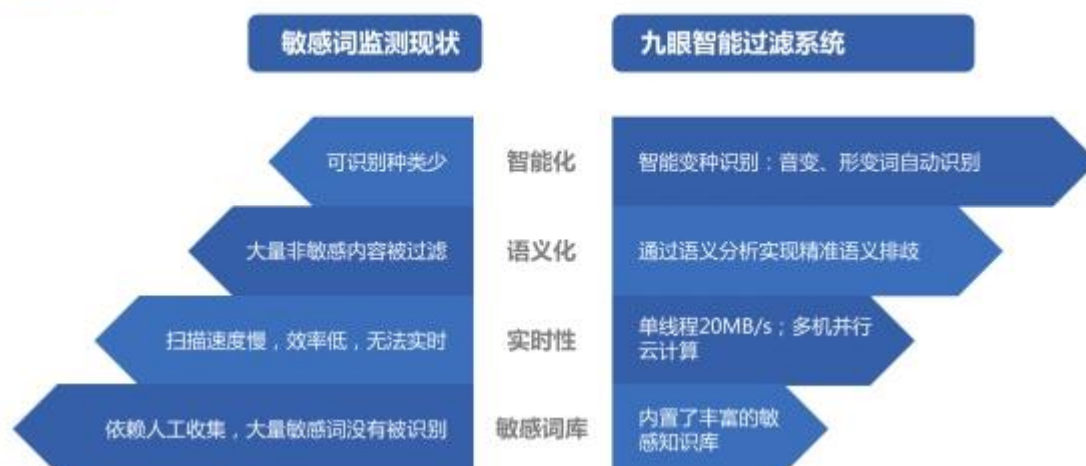 敏感词监测现状
九眼智能过滤系统
可识别种类少
智能化
智能变种识别：音变、形变词自动识别
大量非敏感内容被过滤
语义化
通过语义分析实现精准语义排歧
扫描速度慢，效率低，无法实时
实时性
单线程20MB/s；多机并行
云计算
依赖人工收集，大量敏感词没有被识别
敏感词库
内置了丰富的敏
感知识库